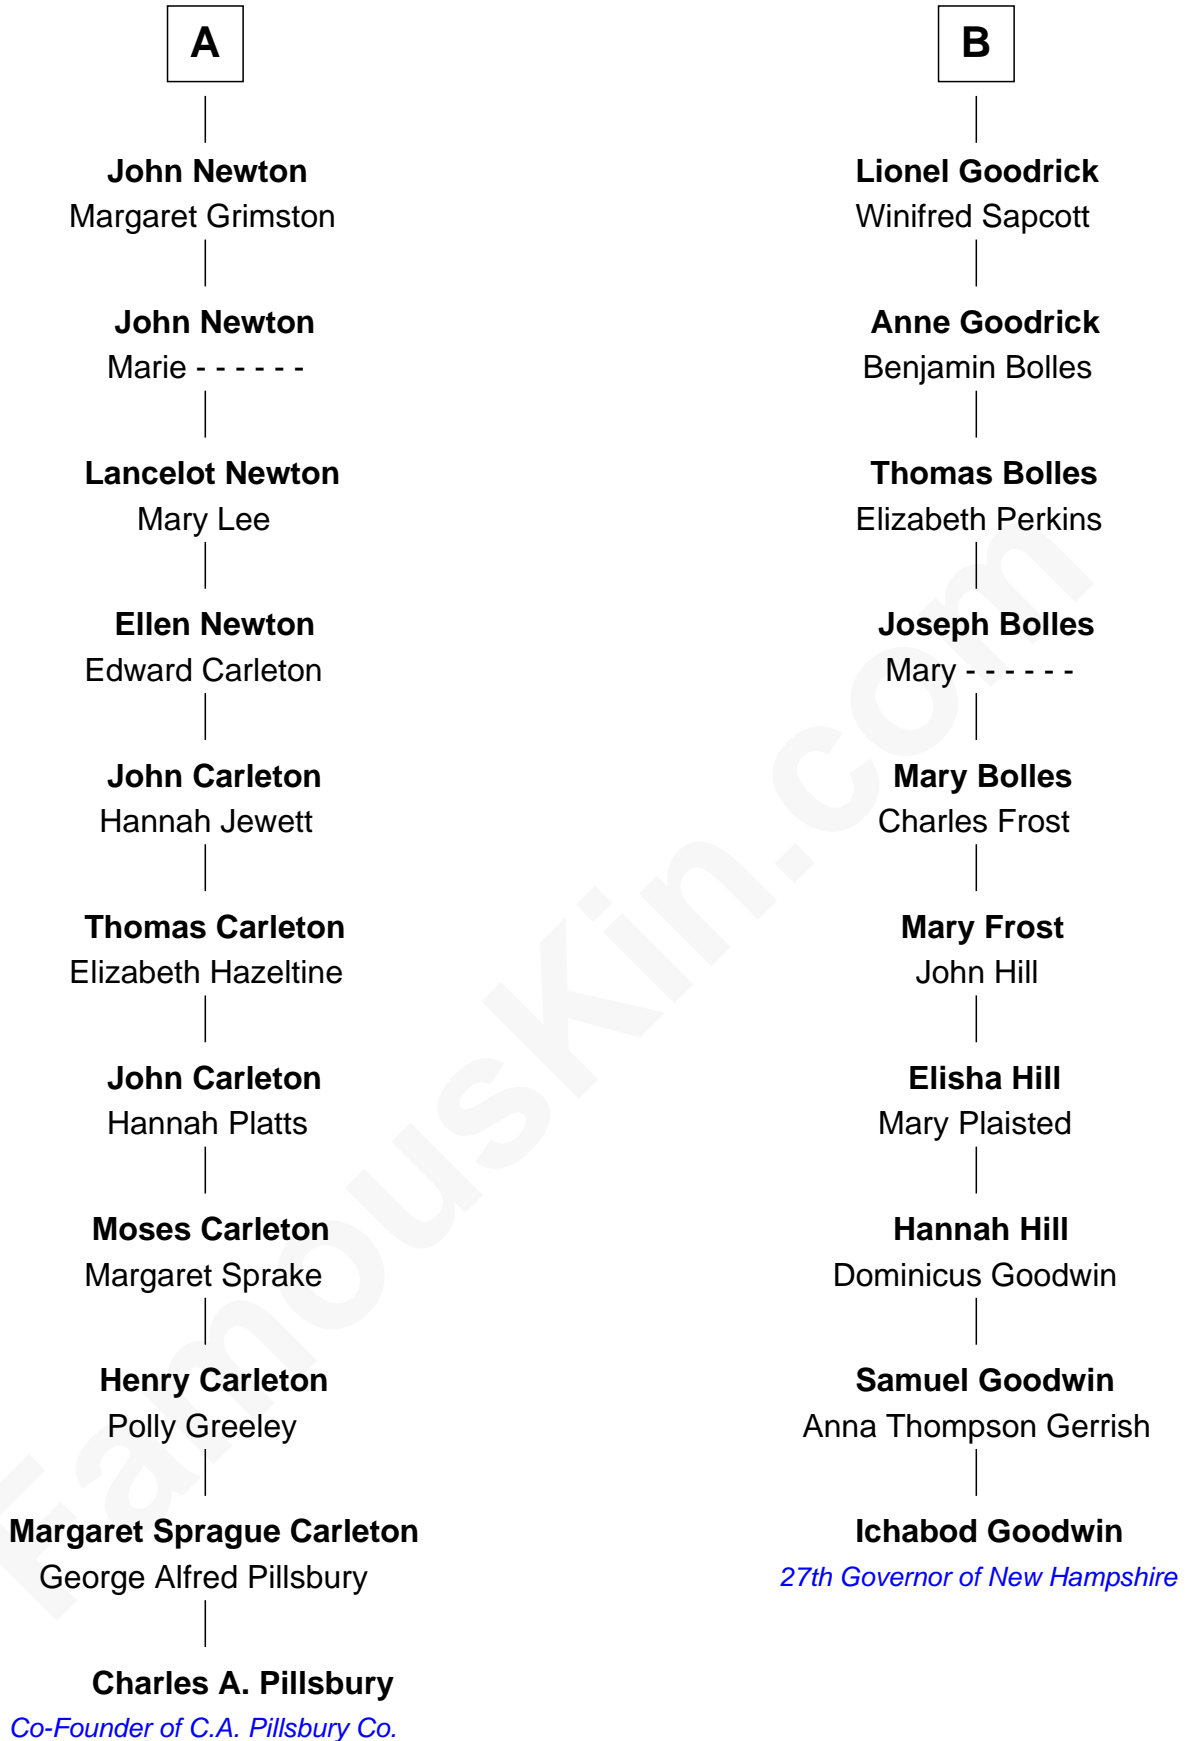 A
John Newton
Margaret Grimston
John Newton
Marie - - - - - -
Lancelot Newton
Mary Lee
Ellen Newton
Edward Carleton
John Carleton
Hannah Jewett
Thomas Carleton
Elizabeth Hazeltine
John Carleton
Hannah Platts
Moses Carleton
Margaret Sprake
Henry Carleton
Polly Greeley
Margaret Sprague Carleton
George Alfred Pillsbury
Charles A. Pillsbury
Co-Founder of C.A. Pillsbury Co.
B
Lionel Goodrick
Winifred Sapcott
Anne Goodrick
Benjamin Bolles
Thomas Bolles
Elizabeth Perkins
Joseph Bolles
Mary - - - - - -
Mary Bolles
Charles Frost
Mary Frost
John Hill
Elisha Hill
Mary Plaisted
Hannah Hill
Dominicus Goodwin
Samuel Goodwin
Anna Thompson Gerrish
Ichabod Goodwin
27th Governor of New Hampshire
FamousKin.com